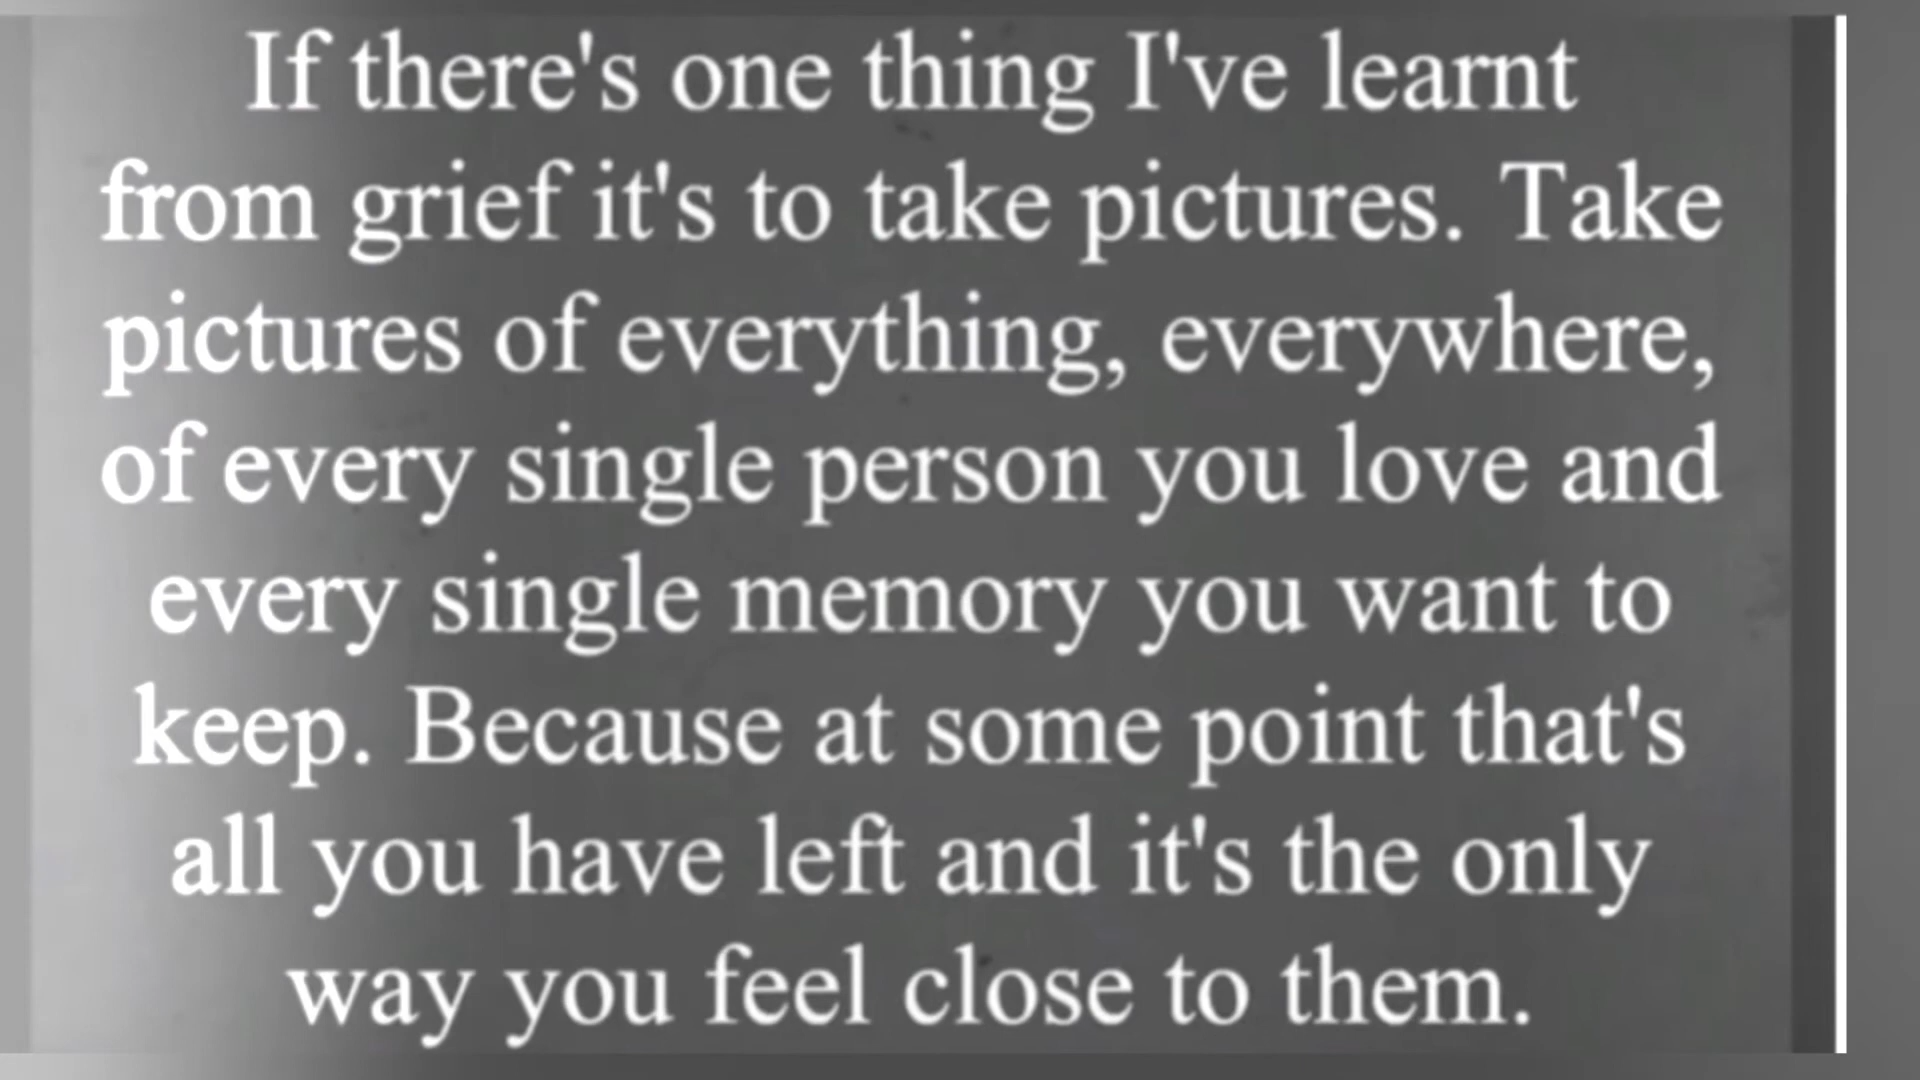 If there's one thing I've learnt
from grief it's to take pictures. Take
pictures of everything, everywhere,
of every single person you love and
every single memory you want to
keep. Because at some point that's
all you have left and it's the only
way you feel close to them.